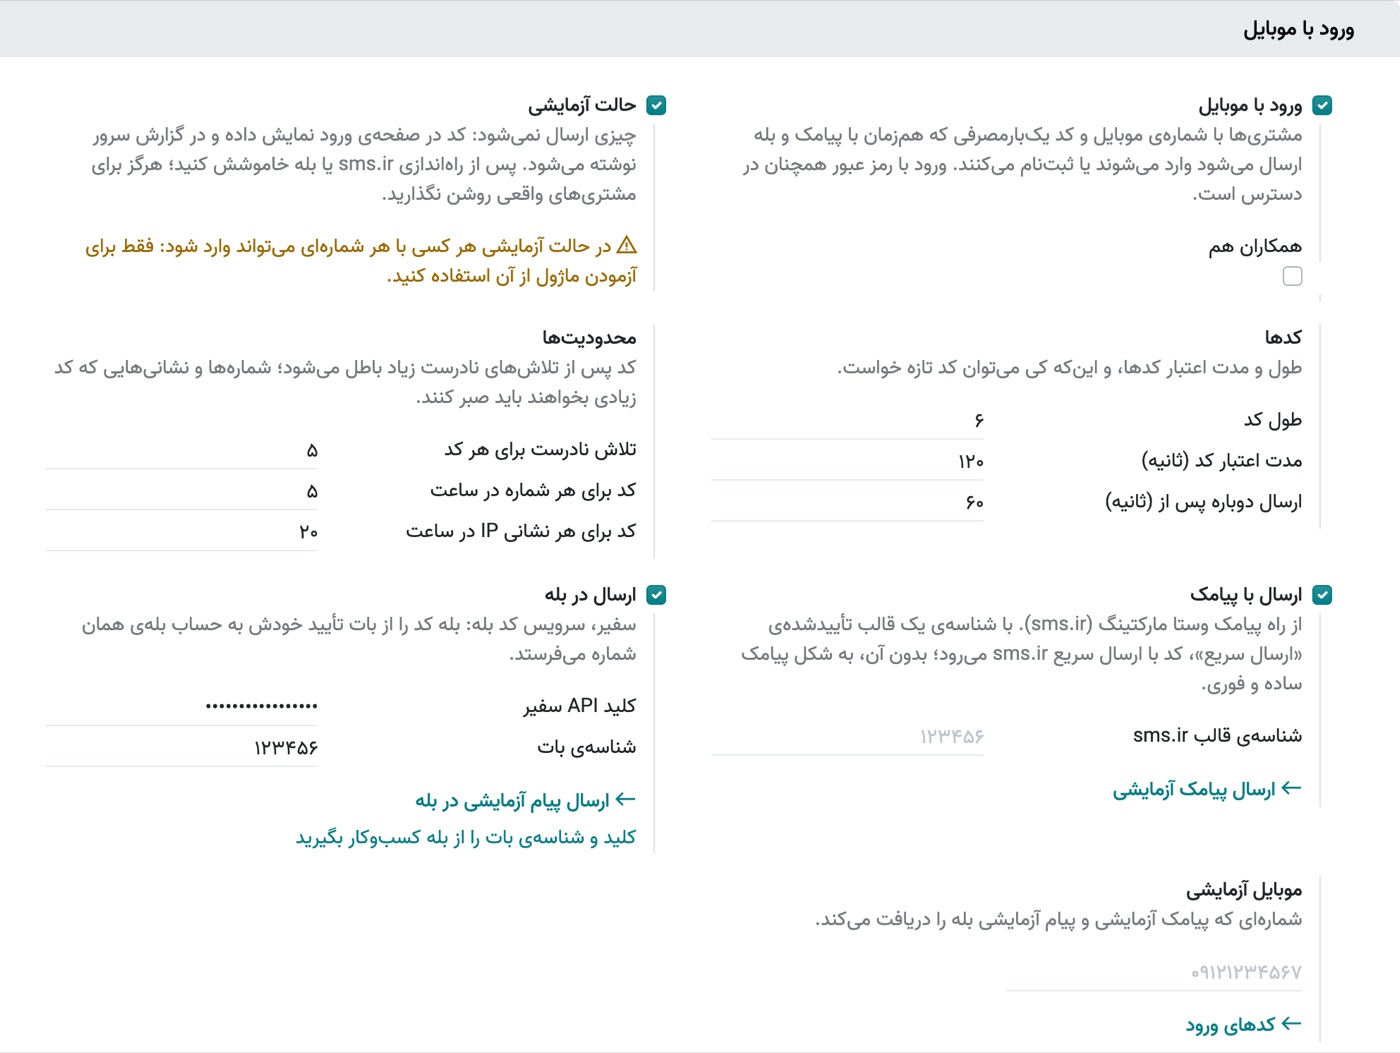 ورود با موبایل
ورود با موبایل
مشتری‌ها با شماره‌ی موبایل و کد یک‌بارمصرفی که هم‌زمان با پیامک و بله
ارسال می‌شود وارد می‌شوند یا ثبت‌نام می‌کنند. ورود با رمز عبور همچنان در
دسترس است.
همکاران هم
حالت آزمایشی
چیزی ارسال نمی‌شود: کد در صفحه‌ی ورود نمایش داده و در گزارش سرور
نوشته می‌شود. پس از راه‌اندازی sms.ir یا بله خاموشش کنید؛ هرگز برای
مشتری‌های واقعی روشن نگذارید.
در حالت آزمایشی هر کسی با هر شماره‌ای می‌تواند وارد شود: فقط برای
آزمودن ماژول از آن استفاده کنید.
کدها
طول و مدت اعتبار کدها، و این‌که کی می‌توان کد تازه خواست.
طول کد ۶
مدت اعتبار کد (ثانیه) ۱۲۰
ارسال دوباره پس از (ثانیه) ۶۰
محدودیت‌ها
کد پس از تلاش‌های نادرست زیاد باطل می‌شود؛ شماره‌ها و نشانی‌هایی که کد
زیادی بخواهند باید صبر کنند.
تلاش نادرست برای هر کد ۵
کد برای هر شماره در ساعت ۵
کد برای هر نشانی IP در ساعت ۲۰
ارسال با پیامک
از راه پیامک وستا مارکتینگ (sms.ir). با شناسه‌ی یک قالب تأییدشده‌ی
«ارسال سریع»، کد با ارسال سریع sms.ir می‌رود؛ بدون آن، به شکل پیامک
ساده و فوری.
شناسه‌ی قالب sms.ir ۱۲۳۴۵۶
← ارسال پیامک آزمایشی
ارسال در بله
سفیر، سرویس کد بله: بله کد را از بات تأیید خودش به حساب بله‌ی همان
شماره می‌فرستد.
کلید API سفیر •••••••••••••••••
شناسه‌ی بات ۱۲۳۴۵۶
← ارسال پیام آزمایشی در بله
کلید و شناسه‌ی بات را از بله کسب‌وکار بگیرید
موبایل آزمایشی
شماره‌ای که پیامک آزمایشی و پیام آزمایشی بله را دریافت می‌کند.
۰۹۱۲۱۲۳۴۵۶۷
← کدهای ورود